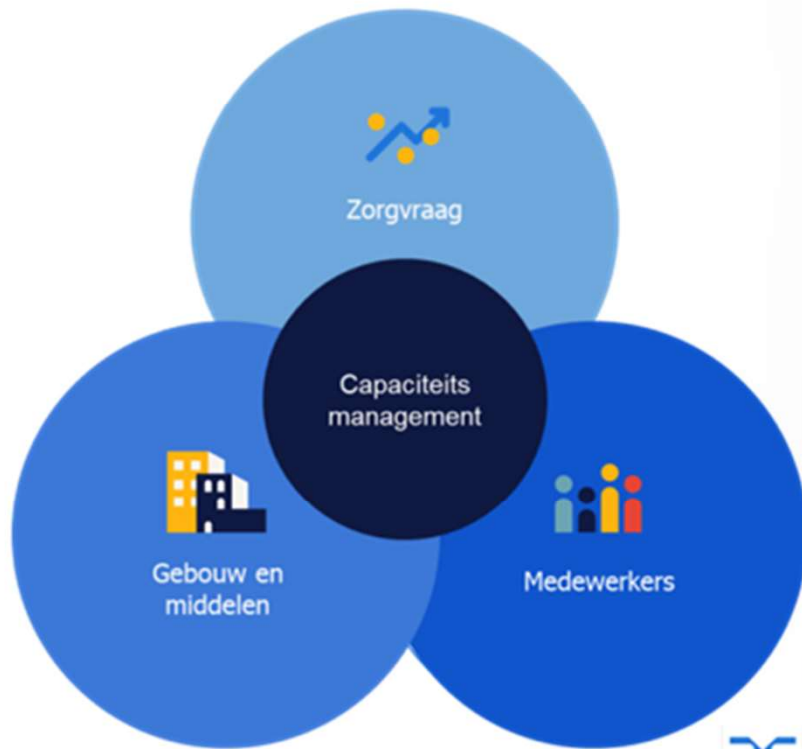 Zorgvraag
Capaciteits
management
Gebouw en
middelen
Medewerkers